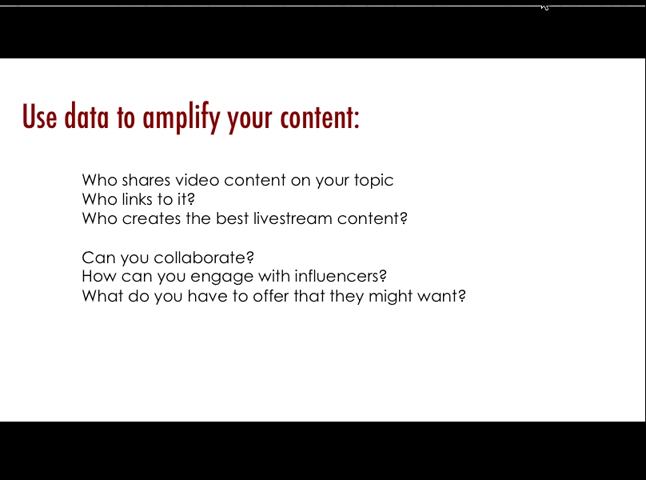 Use data to amplify your content:
Who shares video content on your topic
Who links to it?
Who creates the best livestream content?
Can you collaborate?
How can you engage with influencers?
What do you have to offer that they might want?